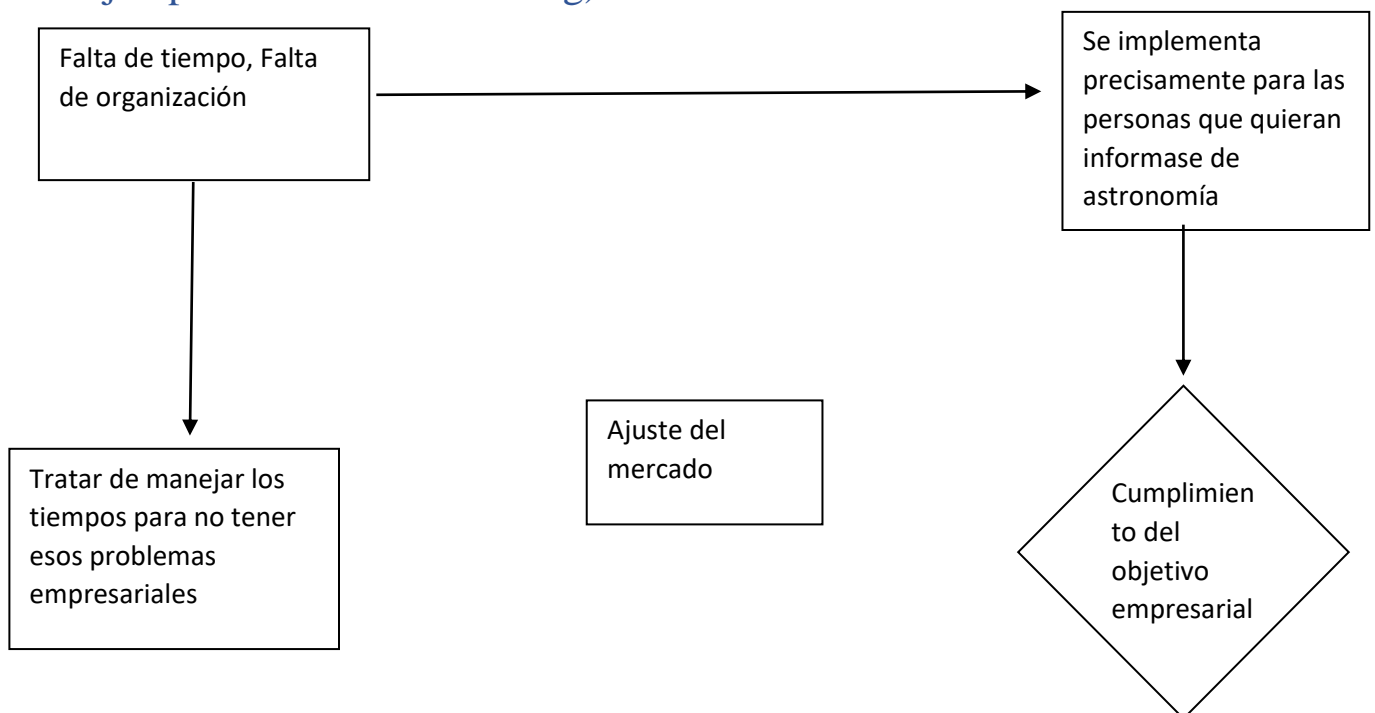 Falta de tiempo, Falta
de organización
Se implementa
precisamente para las
personas que quieran
informase de
astronomía
Tratar de manejar los
tiempos para no tener
esos problemas
empresariales
Ajuste del
mercado
Cumplimien
to del
objetivo
empresarial